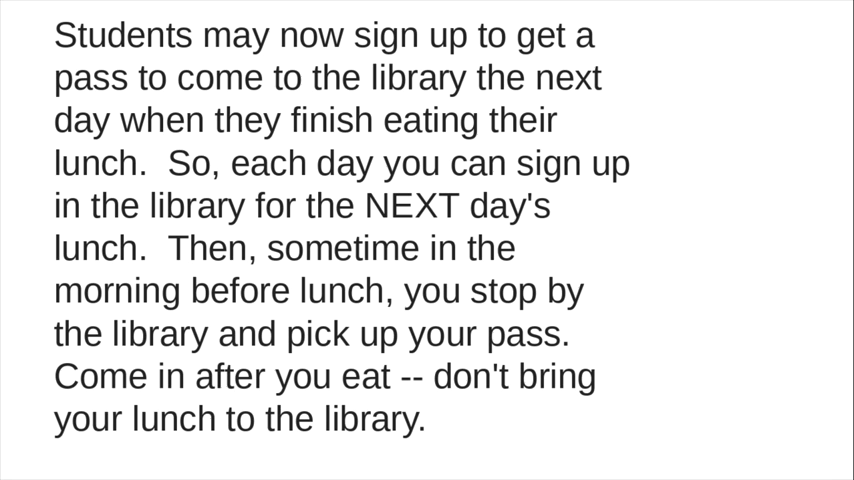 Students may now sign up to get a
pass to come to the library the next
day when they finish eating their
lunch.  So, each day you can sign up
in the library for the NEXT day's
lunch.  Then, sometime in the
morning before lunch, you stop by
the library and pick up your pass.
Come in after you eat -- don't bring
your lunch to the library.